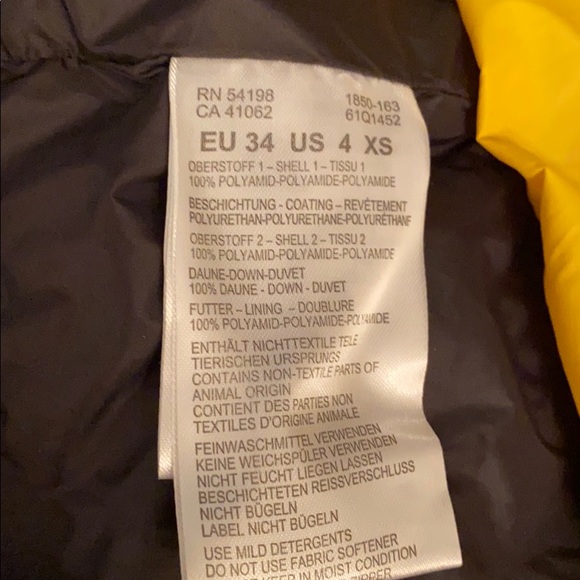 RN 54198 1850-163
CA 41062 61Q1452
EU 34 US 4 XS
OBERSTOFF 1 – SHELL 1 – TISSU 1
100% POLYAMID-POLYAMIDE-POLYAMIDE
BESCHICHTUNG - COATING – REVÊTEMENT
POLYURETHAN-POLYURETHANE-POLYURÉTHANE
OBERSTOFF 2 – SHELL 2 – TISSU 2
100% POLYAMID-POLYAMIDE-POLYAMIDE
DAUNE-DOWN-DUVET
100% DAUNE - DOWN - DUVET
FUTTER – LINING – DOUBLURE
100% POLYAMID-POLYAMIDE-POLYAMIDE
ENTHÄLT NICHTTEXTILE TEILE
TIERISCHEN URSPRUNGS
CONTAINS NON-TEXTILE PARTS OF
ANIMAL ORIGIN
CONTIENT DES PARTIES NON
TEXTILES D'ORIGINE ANIMALE
FEINWASCHMITTEL VERWENDEN
KEINE WEICHSPÜLER VERWENDEN
NICHT FEUCHT LIEGEN LASSEN
BESCHICHTETEN REISSVERSCHLUSS
NICHT BÜGELN
LABEL NICHT BÜGELN
USE MILD DETERGENTS
DO NOT USE FABRIC SOFTENER
IN MOIST CONDITION
ZIPPER